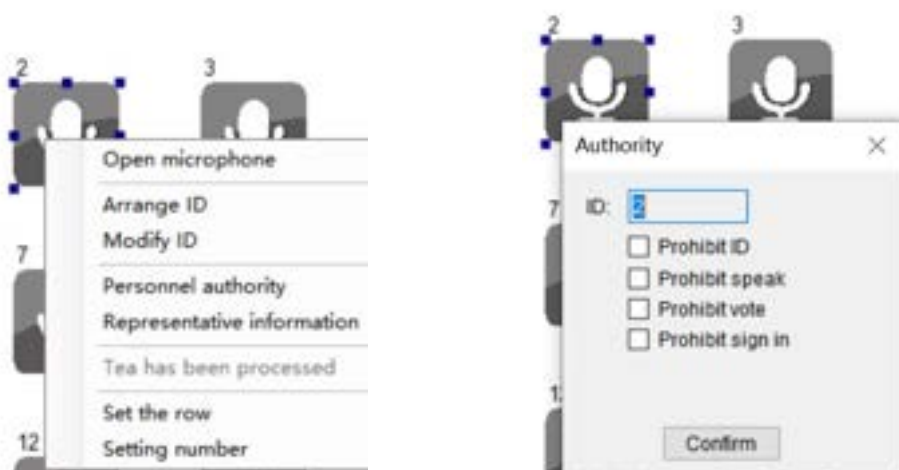 2 3
Open microphone
Arrange ID
Modify ID
7
Personnel authority
Representative information
Tea has been processed
Set the row
12
Setting number
2 3
Authority
7 ID: 2
Prohibit ID
Prohibit speak
Prohibit vote
Prohibit sign in
Confirm